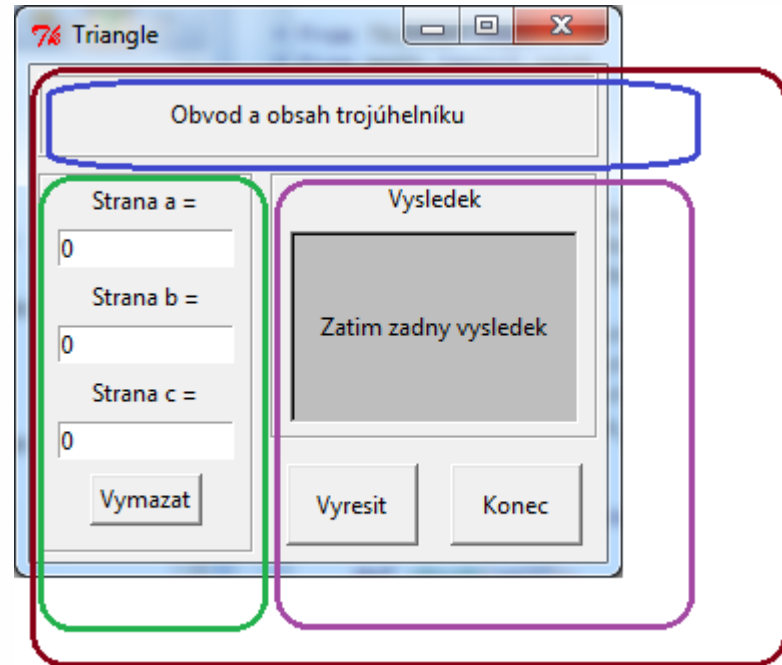 Triangle
Obvod a obsah trojúhelníku
Strana a =
0
Strana b =
0
Strana c =
0
Vymazat
Vysledek
Zatim zadny vysledek
Vyresit
Konec